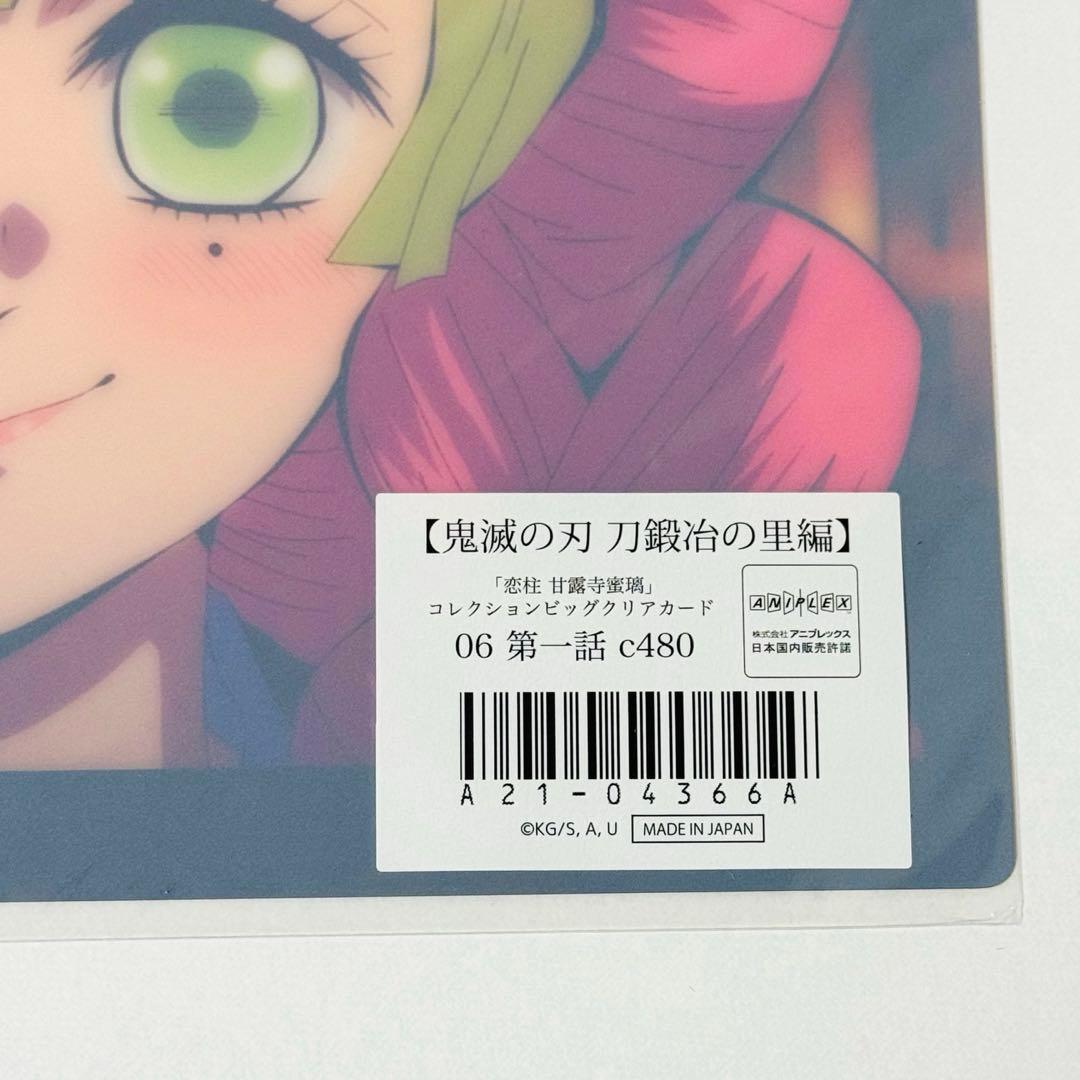 【鬼滅の刃 刀鍛冶の里編】
「恋柱 甘露寺蜜璃」
コレクションビッグクリアカード
06 第一話 c480
ANIPLEX
株式会社 アニプレックス
日本国内販売許諾
A21-04366A
©KG/S, A, U
MADE IN JAPAN